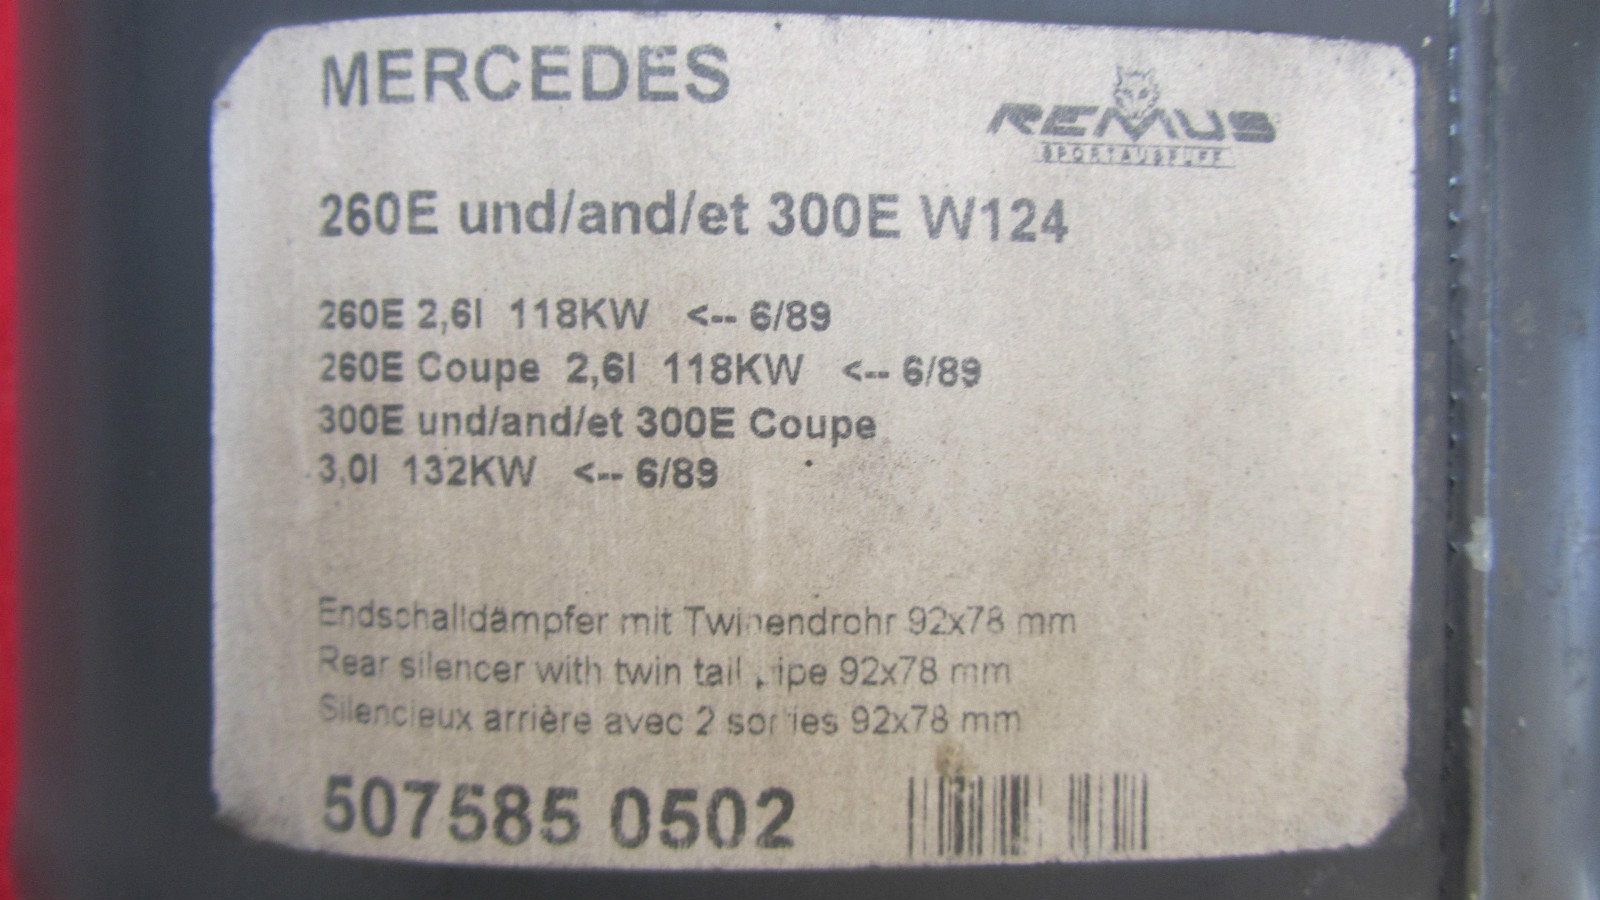 MERCEDES
REMUS
SPORTAUSPUFF
260E und/and/et 300E W124
260E 2,6l 118KW <-- 6/89
260E Coupe 2,6l 118KW <-- 6/89
300E und/and/et 300E Coupe
3,0l 132KW <-- 6/89
Endschalldämpfer mit Twinendrohr 92x78 mm
Rear silencer with twin tail pipe 92x78 mm
Silencieux arrière avec 2 sorties 92x78 mm
507585 0502